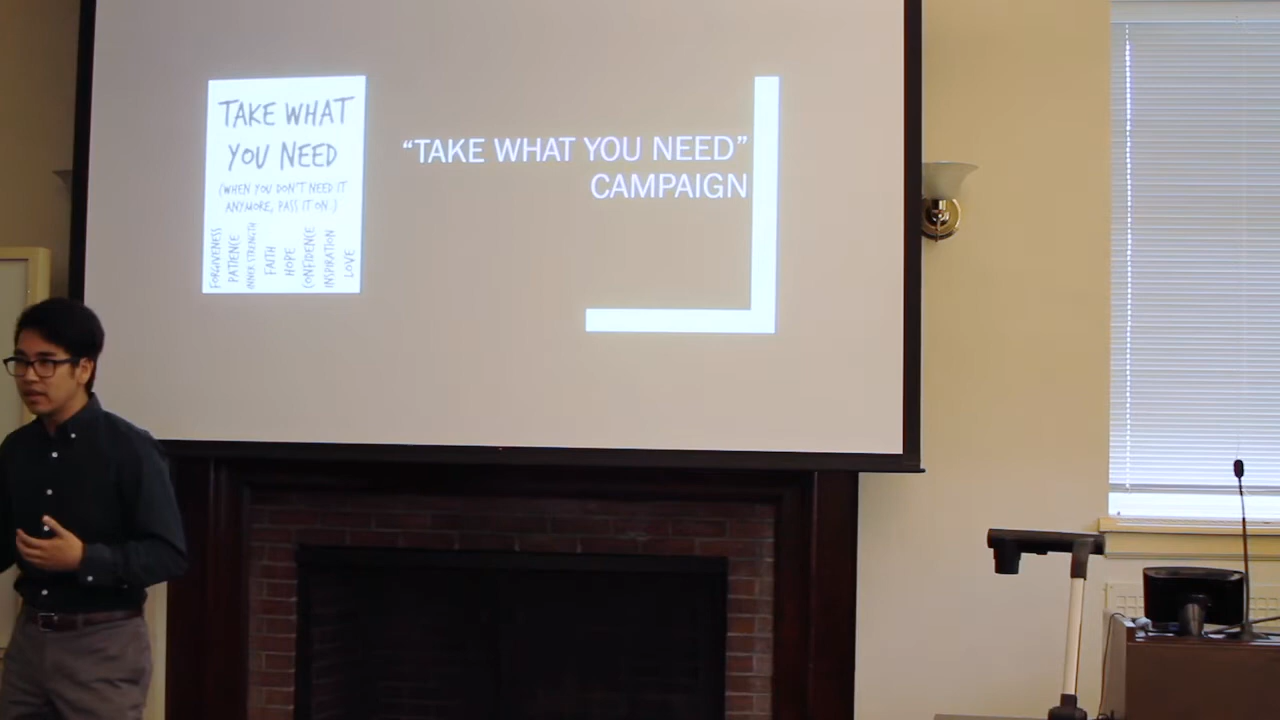 TAKE WHAT
YOU NEED
(WHEN YOU DON'T NEED IT
ANYMORE, PASS IT ON.)
FORGIVENESS
PATIENCE
INNER STRENGTH
FAITH
HOPE
CONFIDENCE
INSPIRATION
LOVE
“TAKE WHAT YOU NEED”
CAMPAIGN